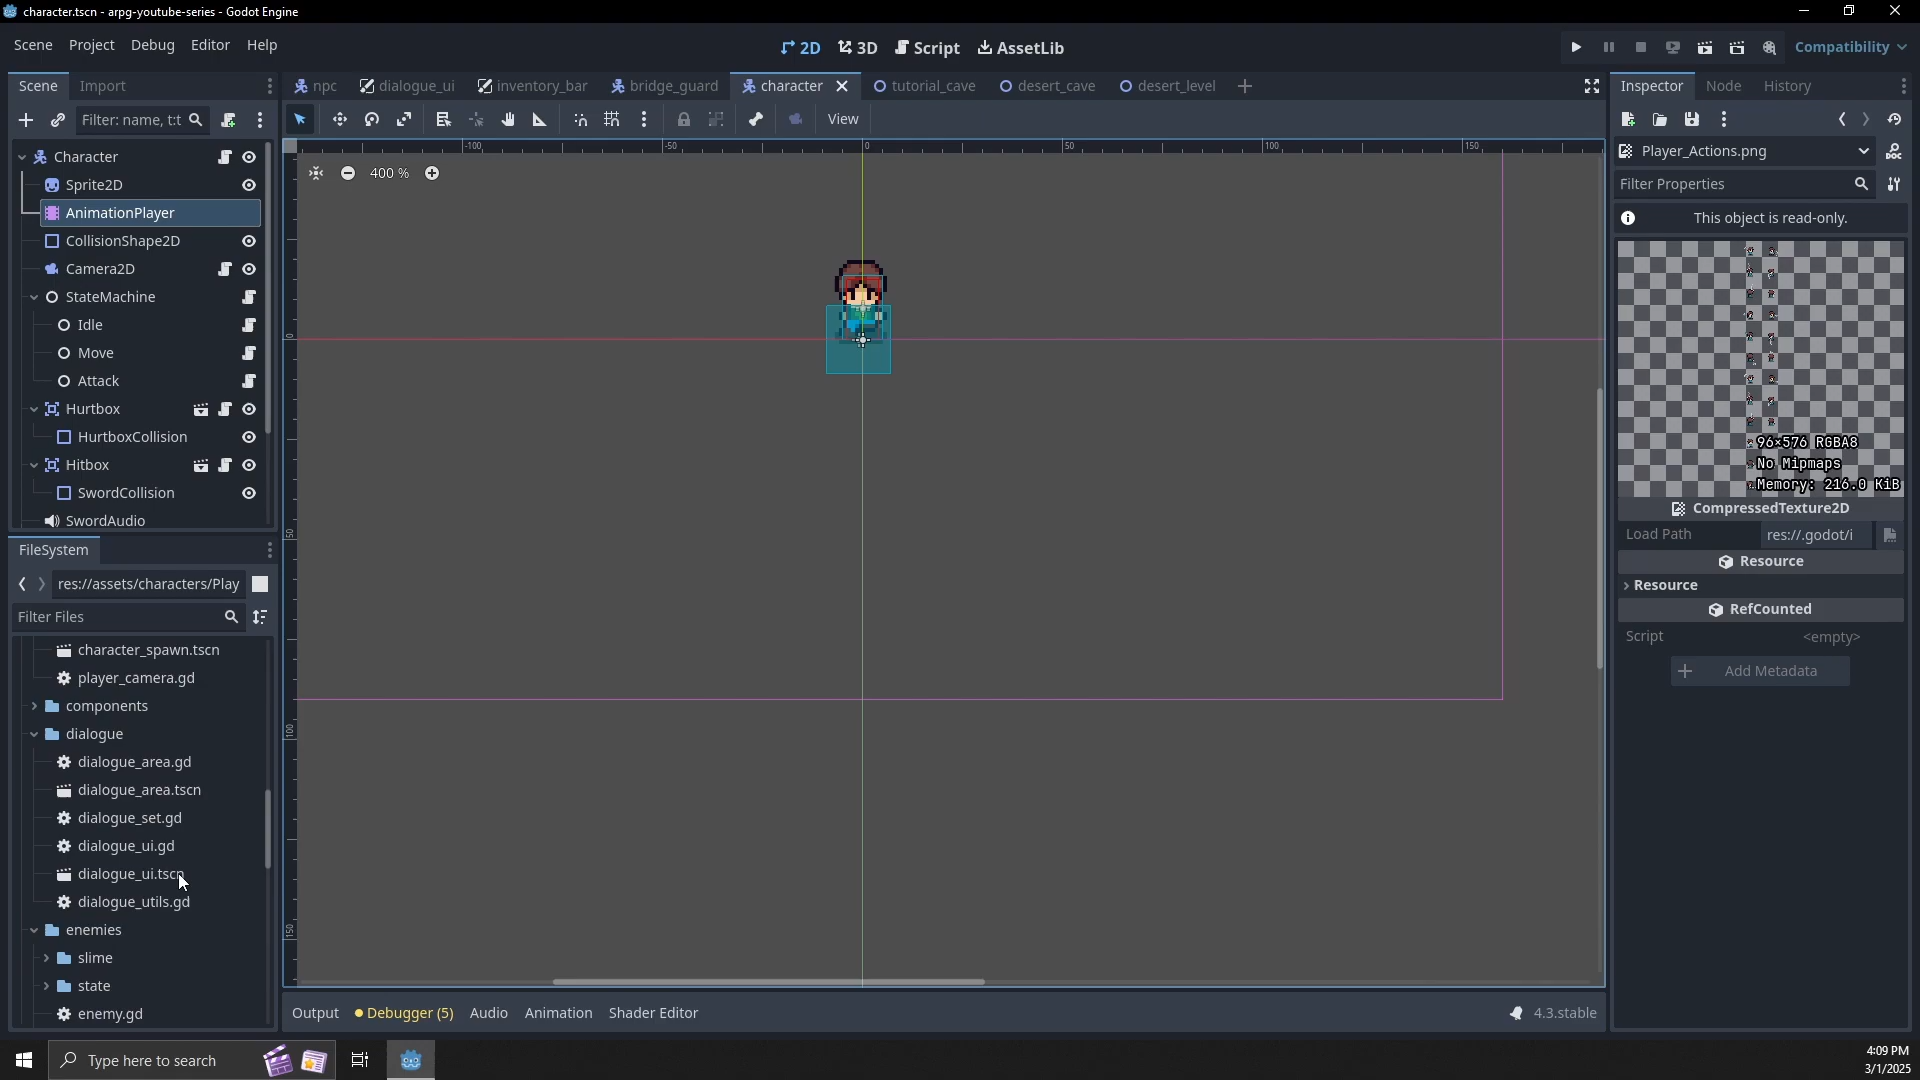 character.tscn - arpg-youtube-series - Godot Engine
Scene Project Debug Editor Help
2D 3D Script AssetLib
Compatibility
Scene Import
npc dialogue_ui inventory_bar bridge_guard character tutorial_cave desert_cave desert_level
Inspector Node History
Filter: name, t:t
View
Character
Sprite2D
AnimationPlayer
CollisionShape2D
Camera2D
StateMachine
Idle
Move
Attack
Hurtbox
HurtboxCollision
Hitbox
SwordCollision
SwordAudio
FileSystem
res://assets/characters/Play
Filter Files
character_spawn.tscn
player_camera.gd
components
dialogue
dialogue_area.gd
dialogue_area.tscn
dialogue_set.gd
dialogue_ui.gd
dialogue_ui.tscn
dialogue_utils.gd
enemies
slime
state
enemy.gd
-100 -50 0 50 100 150
400 %
0
50
100
150
Output Debugger (5) Audio Animation Shader Editor
4.3.stable
Player_Actions.png
Filter Properties
This object is read-only.
96×576 RGBA8
No Mipmaps
Memory: 216.0 KiB
CompressedTexture2D
Load Path res://.godot/i
Resource
Resource
RefCounted
Script <empty>
Add Metadata
Type here to search
4:09 PM
3/1/2025